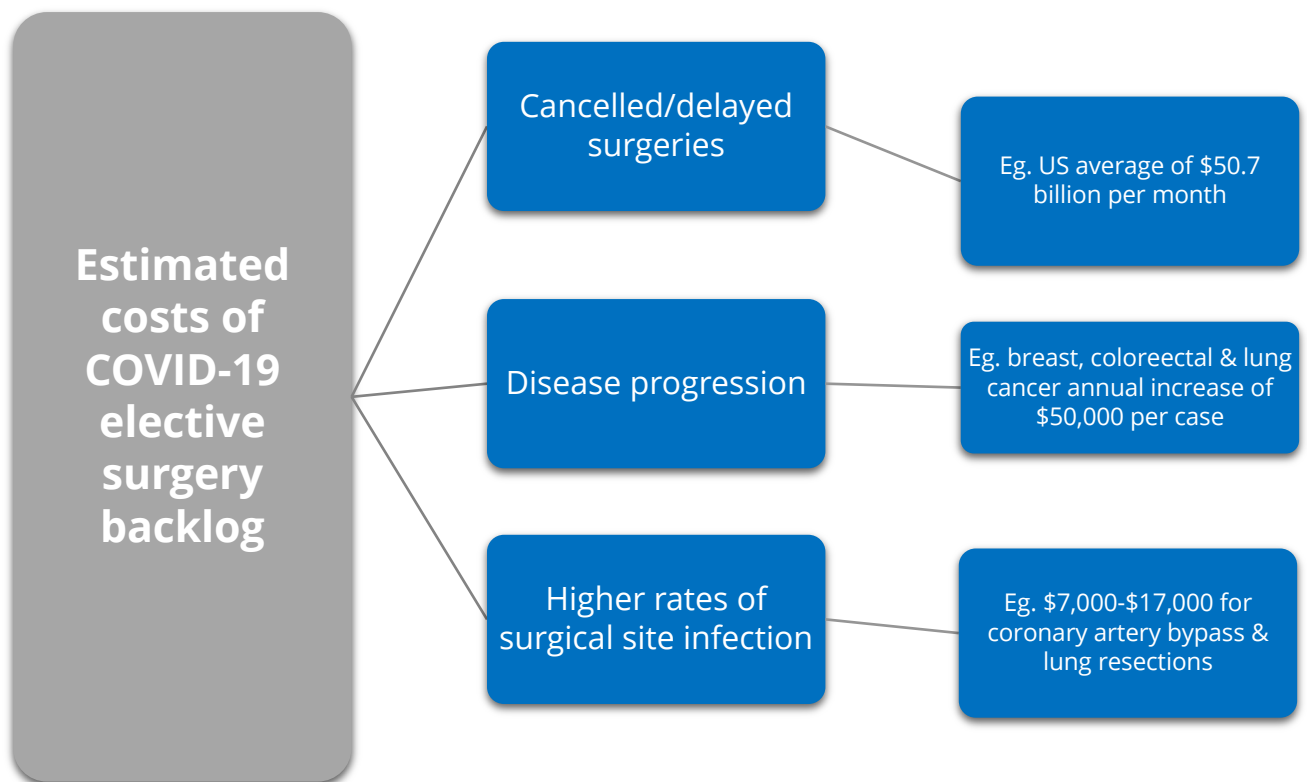 Estimated
costs of
COVID-19
elective
surgery
backlog
Cancelled/delayed
surgeries
Eg. US average of $50.7
billion per month
Disease progression
Eg. breast, coloreectal & lung
cancer annual increase of
$50,000 per case
Higher rates of
surgical site infection
Eg. $7,000-$17,000 for
coronary artery bypass &
lung resections